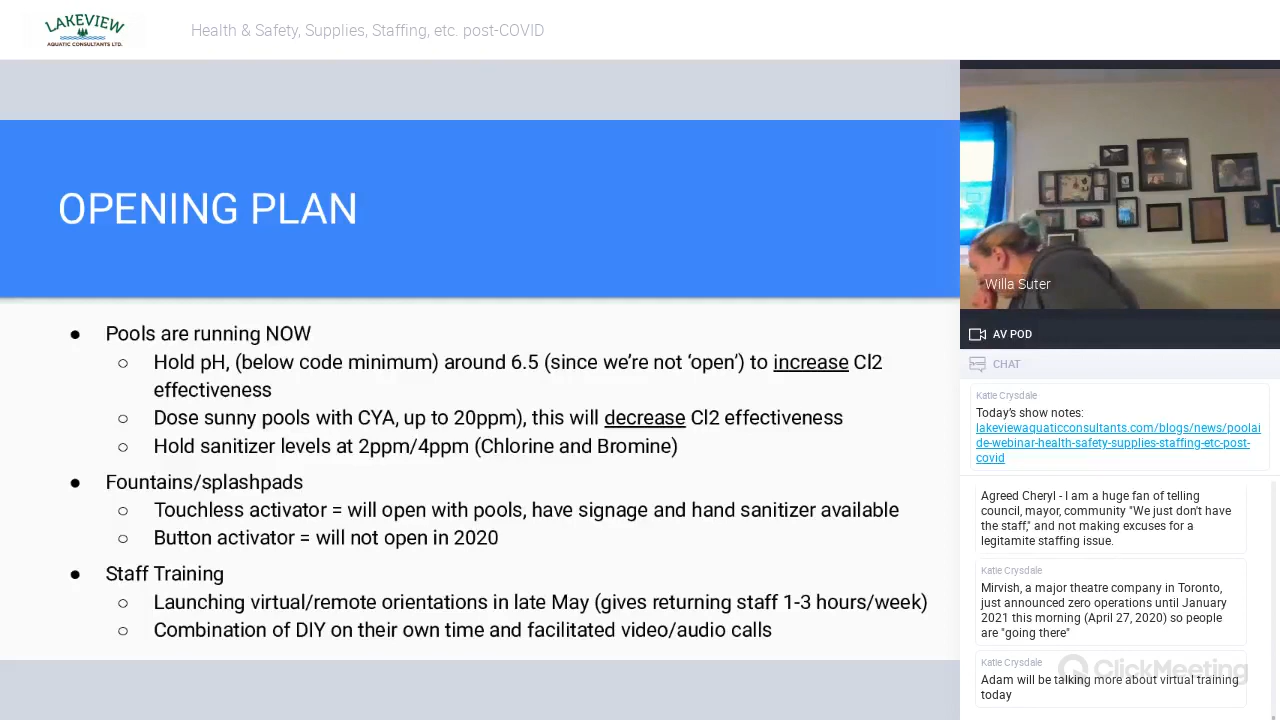 LAKEVIEW
AQUATIC CONSULTANTS LTD.
Health & Safety, Supplies, Staffing, etc. post-COVID
OPENING PLAN
● Pools are running NOW
○ Hold pH, (below code minimum) around 6.5 (since we're not 'open') to increase Cl2
effectiveness
○ Dose sunny pools with CYA, up to 20ppm), this will decrease Cl2 effectiveness
○ Hold sanitizer levels at 2ppm/4ppm (Chlorine and Bromine)
● Fountains/splashpads
○ Touchless activator = will open with pools, have signage and hand sanitizer available
○ Button activator = will not open in 2020
● Staff Training
○ Launching virtual/remote orientations in late May (gives returning staff 1-3 hours/week)
○ Combination of DIY on their own time and facilitated video/audio calls
Willa Suter
AV POD
CHAT
Katie Crysdale
Today's show notes:
lakeviewaquaticconsultants.com/blogs/news/poolai
de-webinar-health-safety-supplies-staffing-etc-post-
covid
Agreed Cheryl - I am a huge fan of telling
council, mayor, community "We just don't have
the staff," and not making excuses for a
legitamite staffing issue.
Katie Crysdale
Mirvish, a major theatre company in Toronto,
just announced zero operations until January
2021 this morning (April 27, 2020) so people
are "going there"
Katie Crysdale
Adam will be talking more about virtual training
today
ClickMeeting